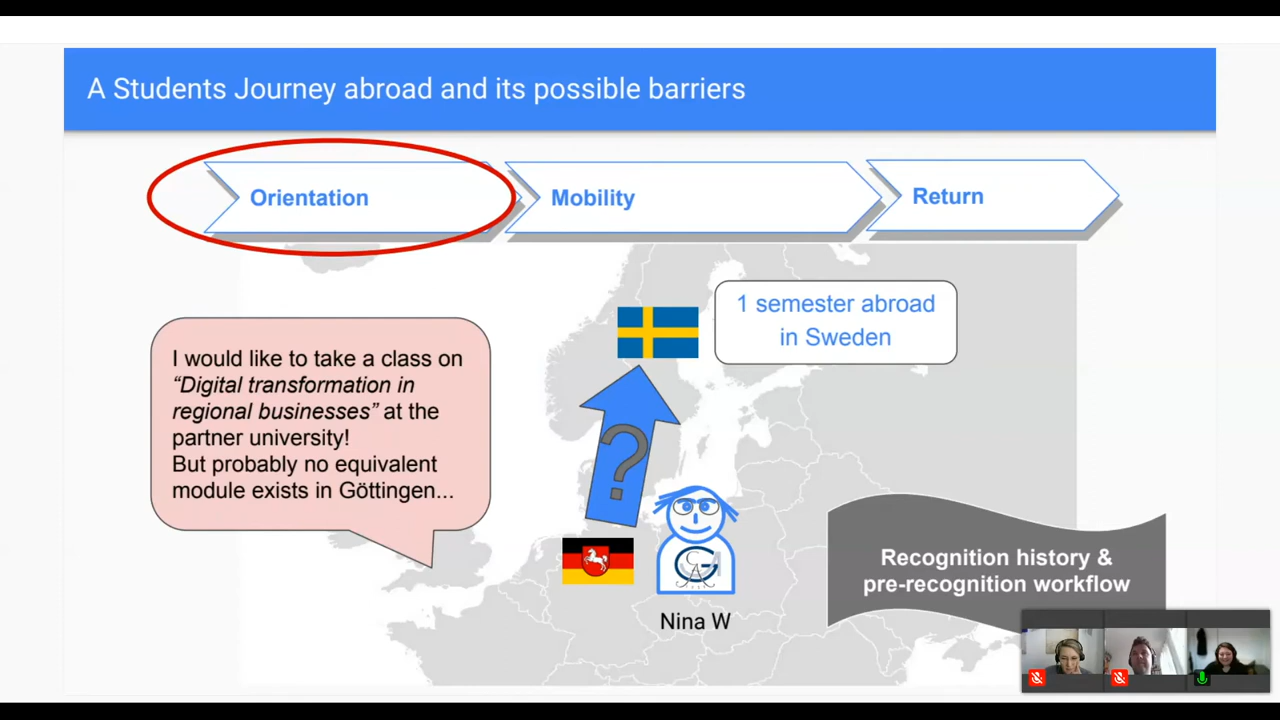 A Students Journey abroad and its possible barriers
Orientation
Mobility
Return
1 semester abroad
in Sweden
I would like to take a class on
“Digital transformation in
regional businesses” at the
partner university!
But probably no equivalent
module exists in Göttingen...
?
Nina W
Recognition history &
pre-recognition workflow